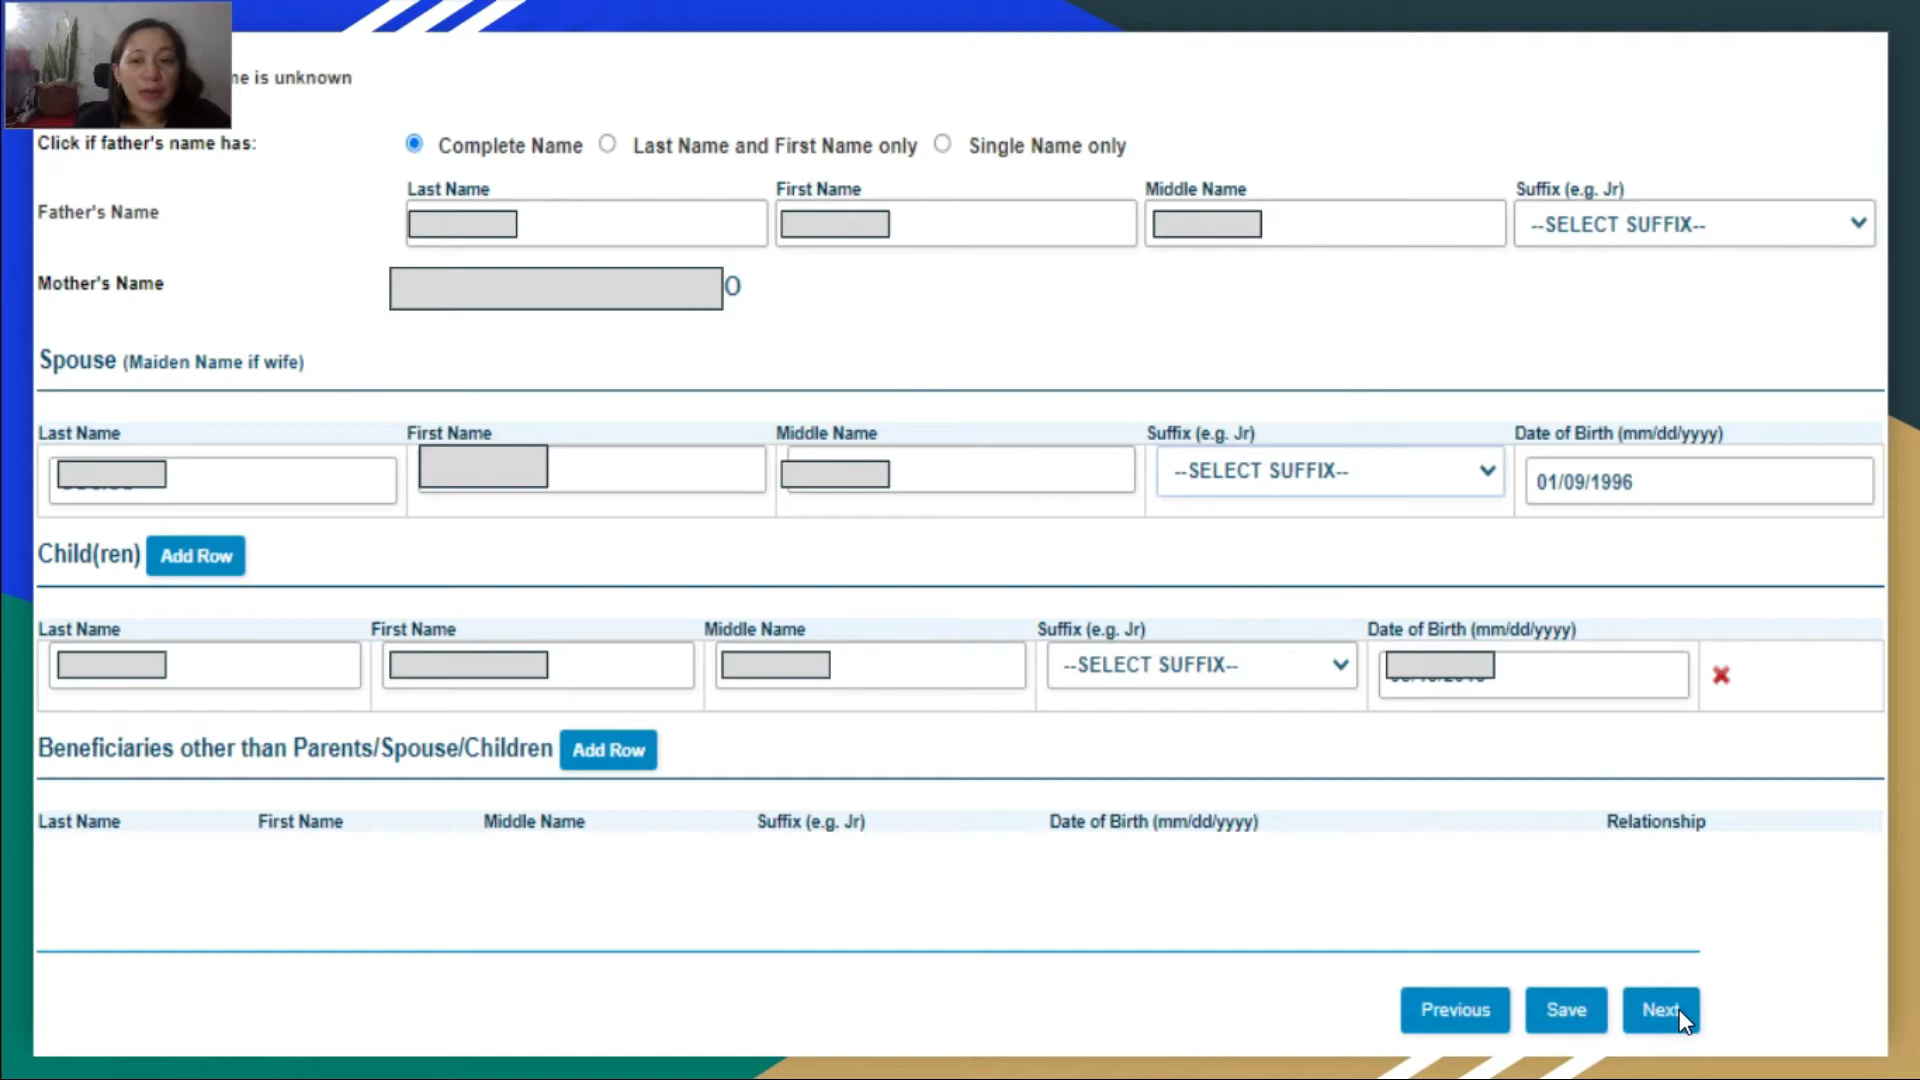 me is unknown
Click if father's name has: Complete Name Last Name and First Name only Single Name only
Last Name First Name Middle Name Suffix (e.g. Jr)
Father's Name --SELECT SUFFIX--
Mother's Name O
Spouse (Maiden Name if wife)
Last Name First Name Middle Name Suffix (e.g. Jr) Date of Birth (mm/dd/yyyy)
--SELECT SUFFIX-- 01/09/1996
Child(ren) Add Row
Last Name First Name Middle Name Suffix (e.g. Jr) Date of Birth (mm/dd/yyyy)
--SELECT SUFFIX--
Beneficiaries other than Parents/Spouse/Children Add Row
Last Name First Name Middle Name Suffix (e.g. Jr) Date of Birth (mm/dd/yyyy) Relationship
Previous Save Next